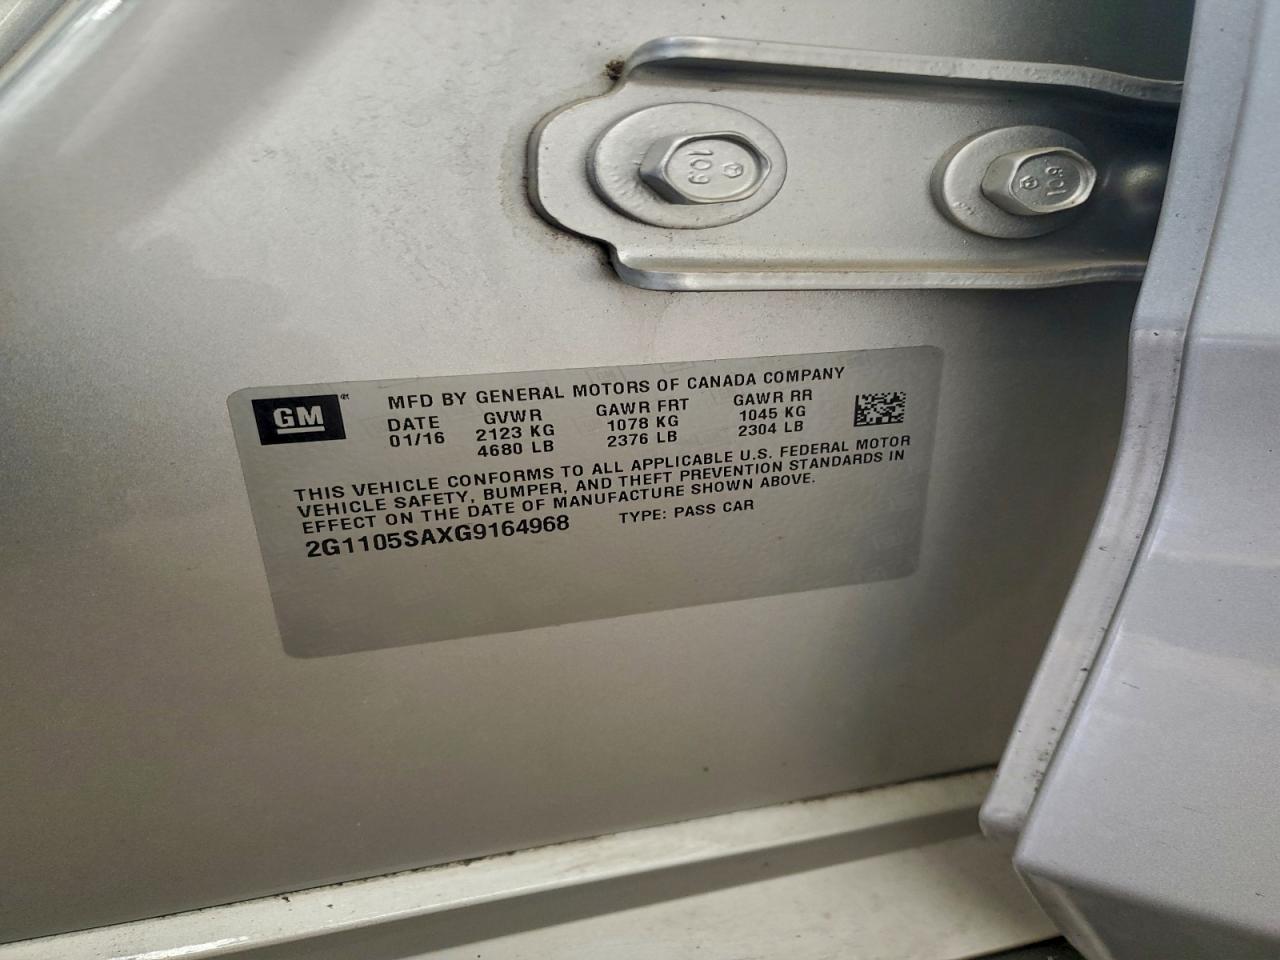 109
10.9
GM
MFD BY GENERAL MOTORS OF CANADA COMPANY
DATE GVWR GAWR FRT GAWR RR
01/16 2123 KG 1078 KG 1045 KG
4680 LB 2376 LB 2304 LB
THIS VEHICLE CONFORMS TO ALL APPLICABLE U.S. FEDERAL MOTOR
VEHICLE SAFETY, BUMPER, AND THEFT PREVENTION STANDARDS IN
EFFECT ON THE DATE OF MANUFACTURE SHOWN ABOVE.
2G1105SAXG9164968 TYPE: PASS CAR